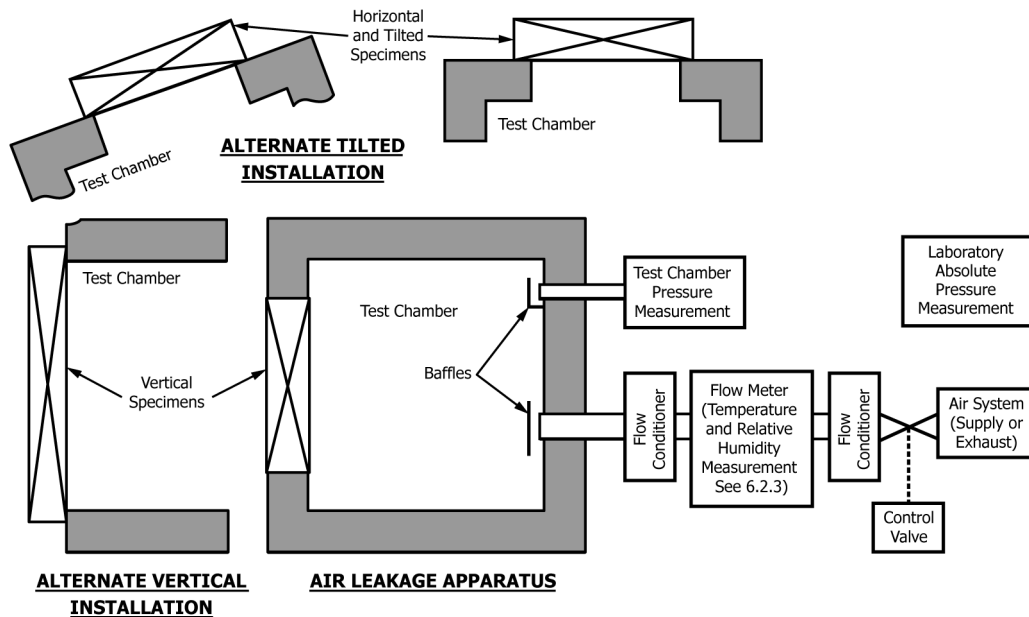 Horizontal
and Tilted
Specimens
Test Chamber
Test Chamber
ALTERNATE TILTED
INSTALLATION
Test Chamber
Vertical
Specimens
ALTERNATE VERTICAL
INSTALLATION
Test Chamber
Baffles
AIR LEAKAGE APPARATUS
Test Chamber
Pressure
Measurement
Laboratory
Absolute
Pressure
Measurement
Flow
Conditioner
Flow Meter
(Temperature
and Relative
Humidity
Measurement
See 6.2.3)
Flow
Conditioner
Air System
(Supply or
Exhaust)
Control
Valve